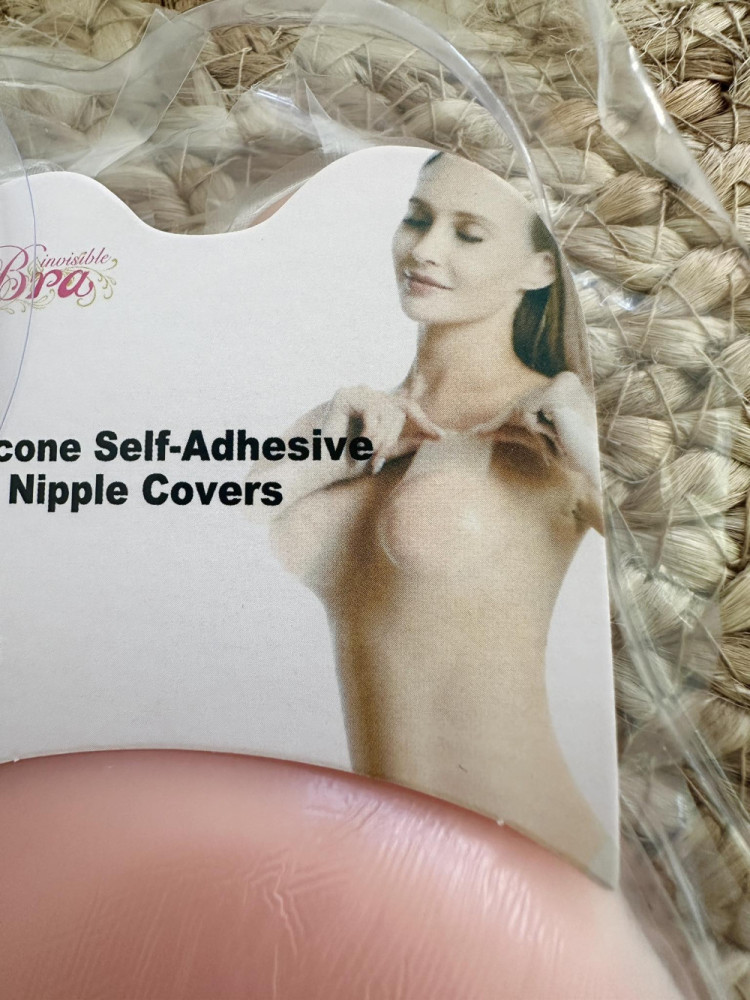 invisible
Bra
cone Self-Adhesive
Nipple Covers